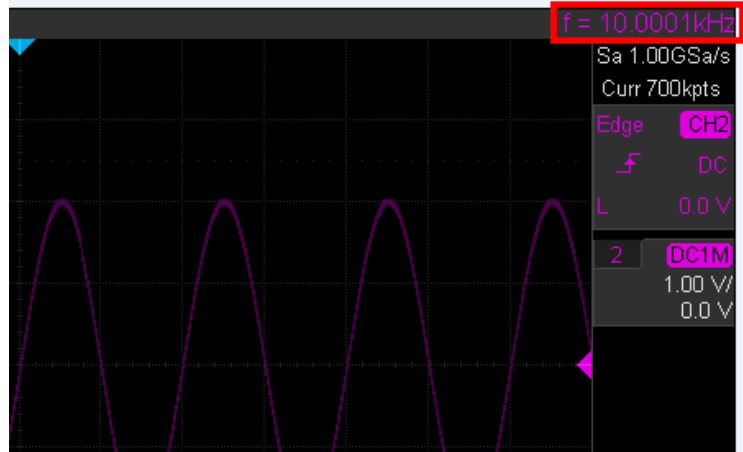 f = 10.0001kHz
Sa 1.00GSa/s
Curr 700kpts
Edge CH2
DC
L 0.0 V
2 DC1M
1.00 V/
0.0 V